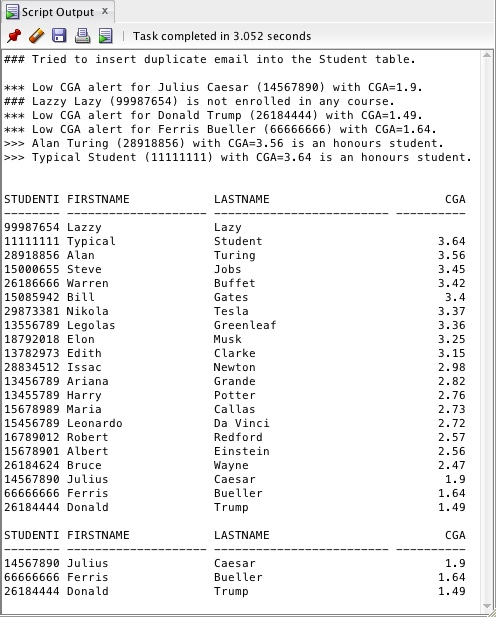 Script Output x
Task completed in 3.052 seconds
### Tried to insert duplicate email into the Student table.
*** Low CGA alert for Julius Caesar (14567890) with CGA=1.9.
### Lazzy Lazy (99987654) is not enrolled in any course.
*** Low CGA alert for Donald Trump (26184444) with CGA=1.49.
*** Low CGA alert for Ferris Bueller (66666666) with CGA=1.64.
>>> Alan Turing (28918856) with CGA=3.56 is an honours student.
>>> Typical Student (11111111) with CGA=3.64 is an honours student.
STUDENTI FIRSTNAME LASTNAME CGA
-------- -------------------- ------------------------- ----------
99987654 Lazzy Lazy
11111111 Typical Student 3.64
28918856 Alan Turing 3.56
15000655 Steve Jobs 3.45
26186666 Warren Buffet 3.42
15085942 Bill Gates 3.4
29873381 Nikola Tesla 3.37
13556789 Legolas Greenleaf 3.36
18792018 Elon Musk 3.25
13782973 Edith Clarke 3.15
28834512 Issac Newton 2.98
13456789 Ariana Grande 2.82
13455789 Harry Potter 2.76
15678989 Maria Callas 2.73
15456789 Leonardo Da Vinci 2.72
16789012 Robert Redford 2.57
15678901 Albert Einstein 2.56
26184624 Bruce Wayne 2.47
14567890 Julius Caesar 1.9
66666666 Ferris Bueller 1.64
26184444 Donald Trump 1.49
STUDENTI FIRSTNAME LASTNAME CGA
-------- -------------------- ------------------------- ----------
14567890 Julius Caesar 1.9
66666666 Ferris Bueller 1.64
26184444 Donald Trump 1.49